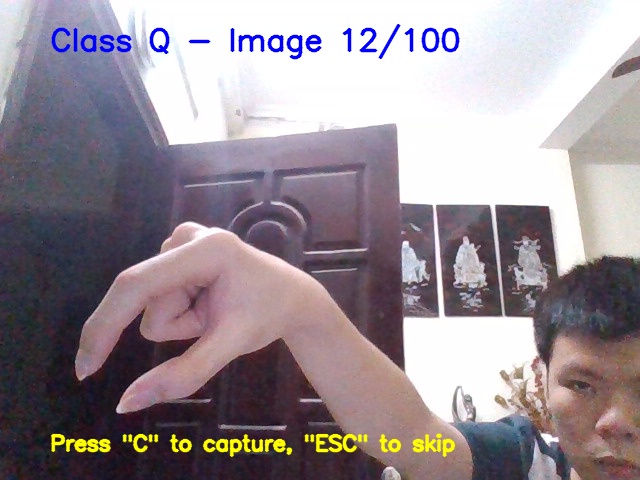 Class Q - Image 12/100
Press "C" to capture, "ESC" to skip